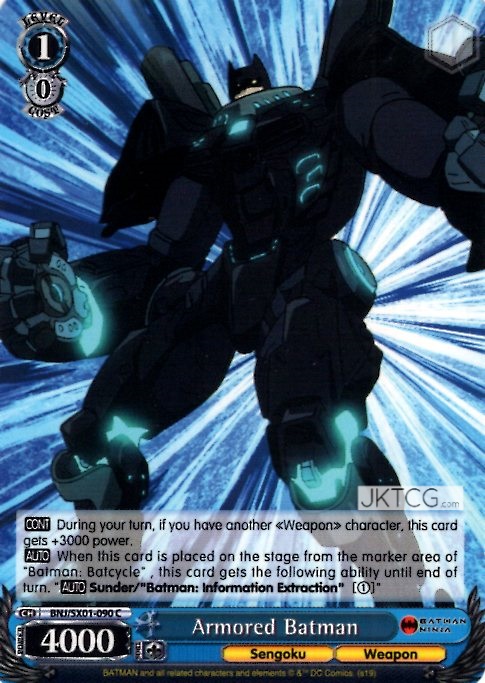 LEVEL
1
0
COST
JKTCG.com
CONT During your turn, if you have another «Weapon» character, this card
gets +3000 power.
AUTO When this card is placed on the stage from the marker area of
"Batman: Batcycle" , this card gets the following ability until end of
turn. "AUTO Sunder/"Batman: Information Extraction" [①]"
CH BNJ/SX01-090 C
POWER 4000 SOUL
Armored Batman
BATMAN
NINJA
Sengoku Weapon
BATMAN and all related characters and elements © & ™ DC Comics. (s19)